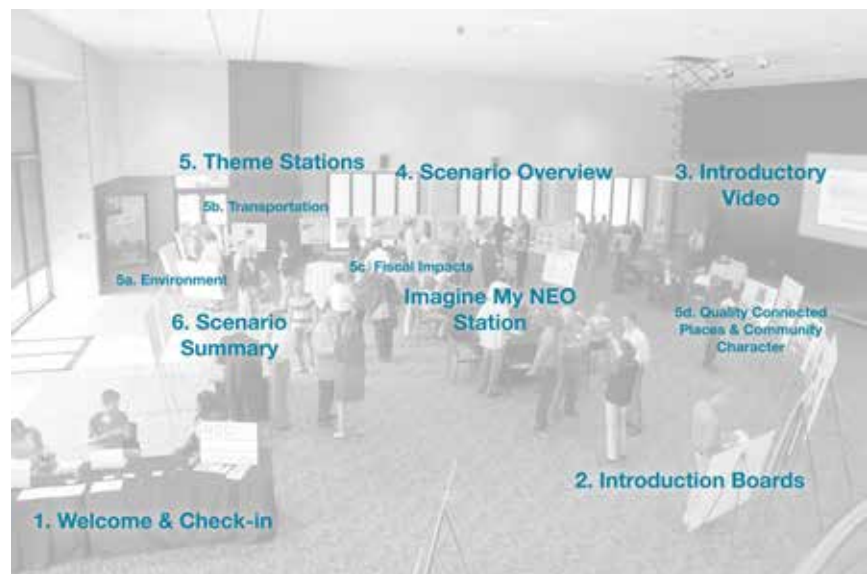 5. Theme Stations
4. Scenario Overview
3. Introductory
Video
5b. Transportation
5a. Environment
5c Fiscal Impacts
Imagine My NEO
Station
5d. Quality Connected
Places & Community
Character
6. Scenario
Summary
2. Introduction Boards
1. Welcome & Check-in